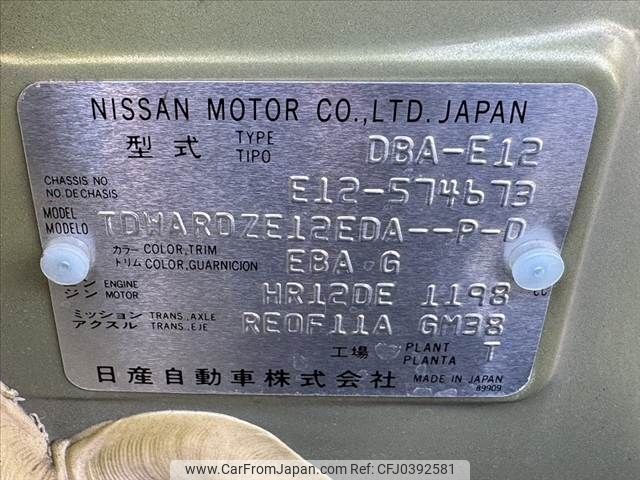 NISSAN MOTOR CO.,LTD. JAPAN
型式 TYPE TIPO DBA-E12
CHASSIS NO. NO.DE CHASIS E12-574673
MODEL MODELO TDWARDZE12EDA--P-D
カラー COLOR,TRIM トリム COLOR,GUARNICION EBA G
ジン ENGINE MOTOR HR12DE 1198 CC
ミッション TRANS.,AXLE アクスル TRANS.,EJE RE0F11A GM38
工場 PLANT PLANTA T
日産自動車株式会社 MADE IN JAPAN
89909
www.CarFromJapan.com | Car ID: CFJ0392581